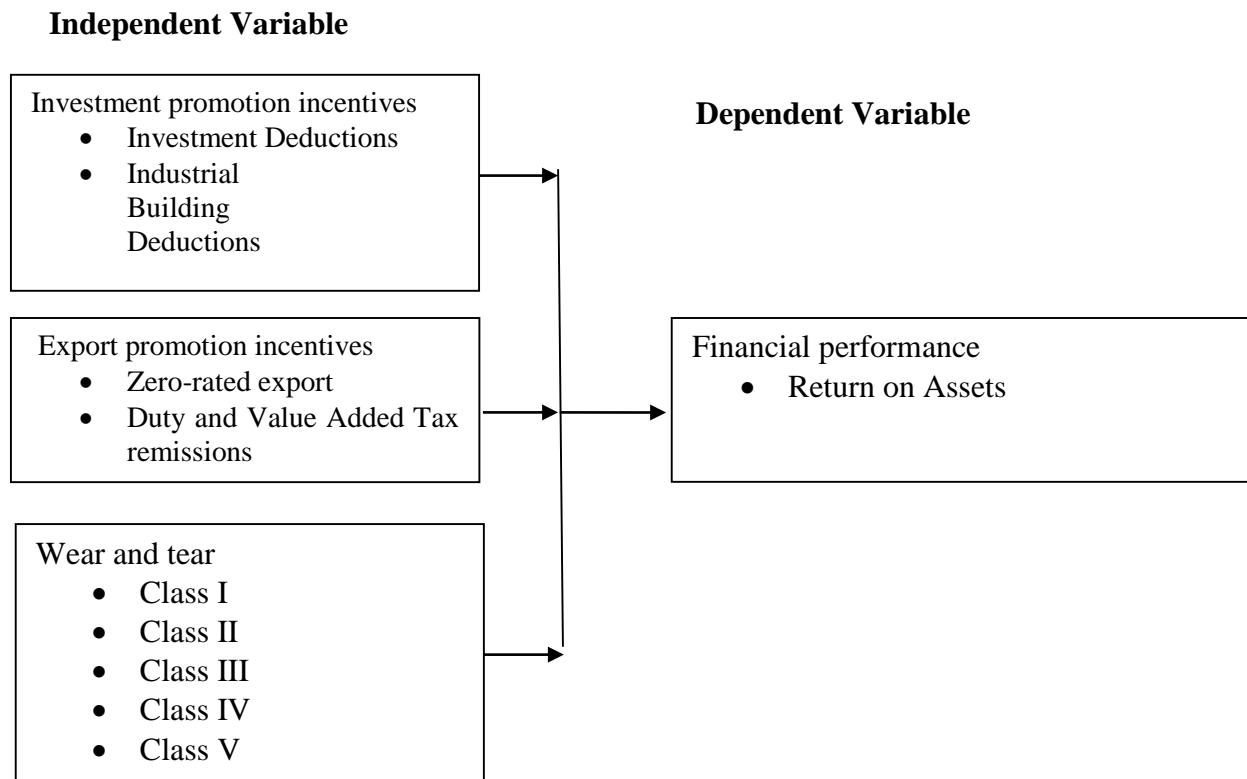 Independent Variable
Investment promotion incentives
• Investment Deductions
• Industrial
Building
Deductions
Export promotion incentives
• Zero-rated export
• Duty and Value Added Tax
remissions
Wear and tear
• Class I
• Class II
• Class III
• Class IV
• Class V
Dependent Variable
Financial performance
• Return on Assets